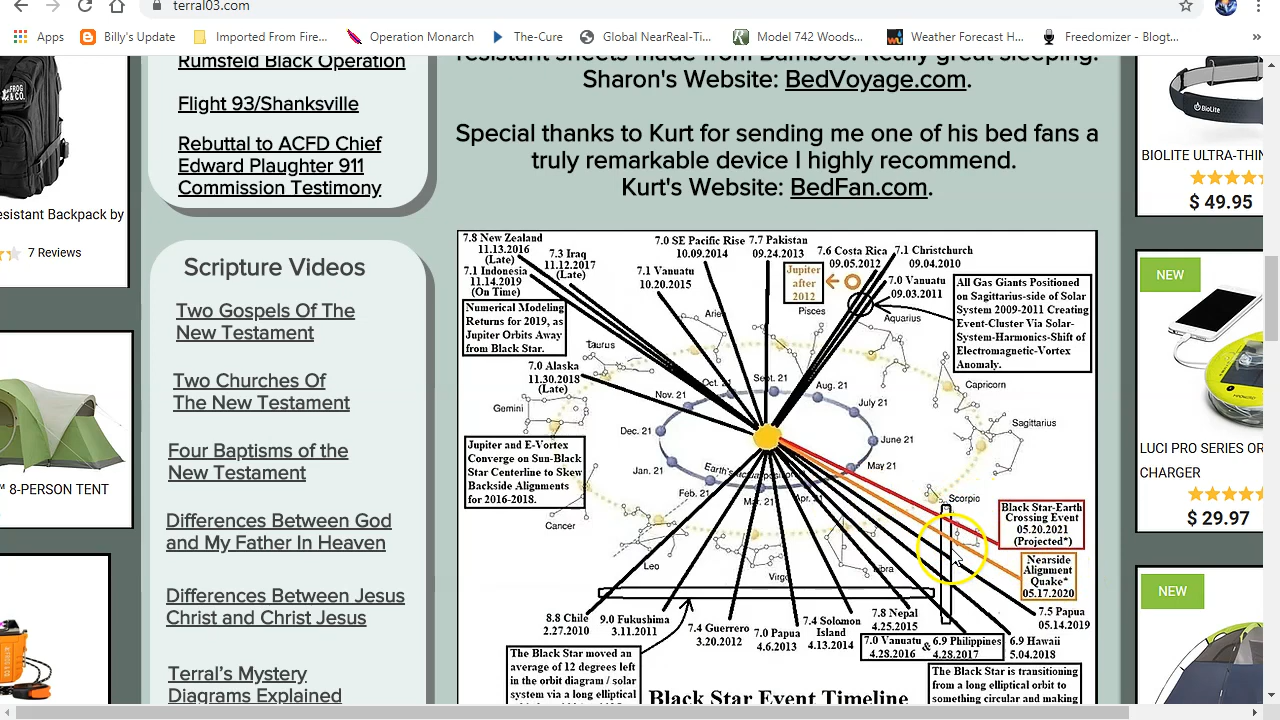 terral03.com
Apps
Billy's Update
Imported From Fire...
Operation Monarch
The-Cure
Global NearReal-Ti...
Model 742 Woods...
Weather Forecast H...
Freedomizer - Blogt...
»
Rumsfeld Black Operation
Flight 93/Shanksville
Rebuttal to ACFD Chief
Edward Plaughter 911
Commission Testimony
Scripture Videos
Two Gospels Of The
New Testament
Two Churches Of
The New Testament
Four Baptisms of the
New Testament
Differences Between God
and My Father In Heaven
Differences Between Jesus
Christ and Christ Jesus
Terral's Mystery
Diagrams Explained
FROG
& CO.
esistant Backpack by
7 Reviews
8-PERSON TENT
resistant sheets made from Bamboo. Really great sleeping.
Sharon's Website: BedVoyage.com.
Special thanks to Kurt for sending me one of his bed fans a
truly remarkable device I highly recommend.
Kurt's Website: BedFan.com.
7.8 New Zealand
11.13.2016
(Late)
7.1 Indonesia
11.14.2019
(On Time)
7.3 Iraq
11.12.2017
(Late)
7.0 SE Pacific Rise
10.09.2014
7.1 Vanuatu
10.20.2015
7.7 Pakistan
09.24.2013
7.6 Costa Rica
09.05.2012
7.1 Christchurch
09.04.2010
7.0 Vanuatu
09.03.2011
Jupiter
after
2012
Numerical Modeling
Returns for 2019, as
Jupiter Orbits Away
from Black Star.
All Gas Giants Positioned
on Sagittarius-side of Solar
System 2009-2011 Creating
Event-Cluster Via Solar-
System-Harmonics-Shift of
Electromagnetic-Vortex
Anomaly.
7.0 Alaska
11.30.2018
(Late)
Taurus
Aries
Pisces
Aquarius
Capricorn
Sagittarius
Scorpio
Libra
Virgo
Leo
Cancer
Gemini
Oct. 21
Sept. 21
Aug. 21
July 21
June 21
May 21
Apr. 21
Mar. 21
Feb. 21
Jan. 21
Dec. 21
Nov. 21
Jupiter and E-Vortex
Converge on Sun-Black
Star Centerline to Skew
Backside Alignments
for 2016-2018.
Black Star-Earth
Crossing Event
05.20.2021
(Projected*)
Nearside
Alignment
Quake*
05.17.2020
8.8 Chile
2.27.2010
9.0 Fukushima
3.11.2011
7.4 Guerrero
3.20.2012
7.0 Papua
4.6.2013
7.4 Solomon
Island
4.13.2014
7.8 Nepal
4.25.2015
7.0 Vanuatu
4.28.2016
&
6.9 Philippines
4.28.2017
6.9 Hawaii
5.04.2018
7.5 Papua
05.14.2019
The Black Star moved an
average of 12 degrees left
in the orbit diagram / solar
system via a long elliptical
Black Star Event Timeline
The Black Star is transitioning
from a long elliptical orbit to
something circular and making
BioLite
BIOLITE ULTRA-THIN
$ 49.95
NEW
LUCI PRO SERIES OR
CHARGER
$ 29.97
NEW